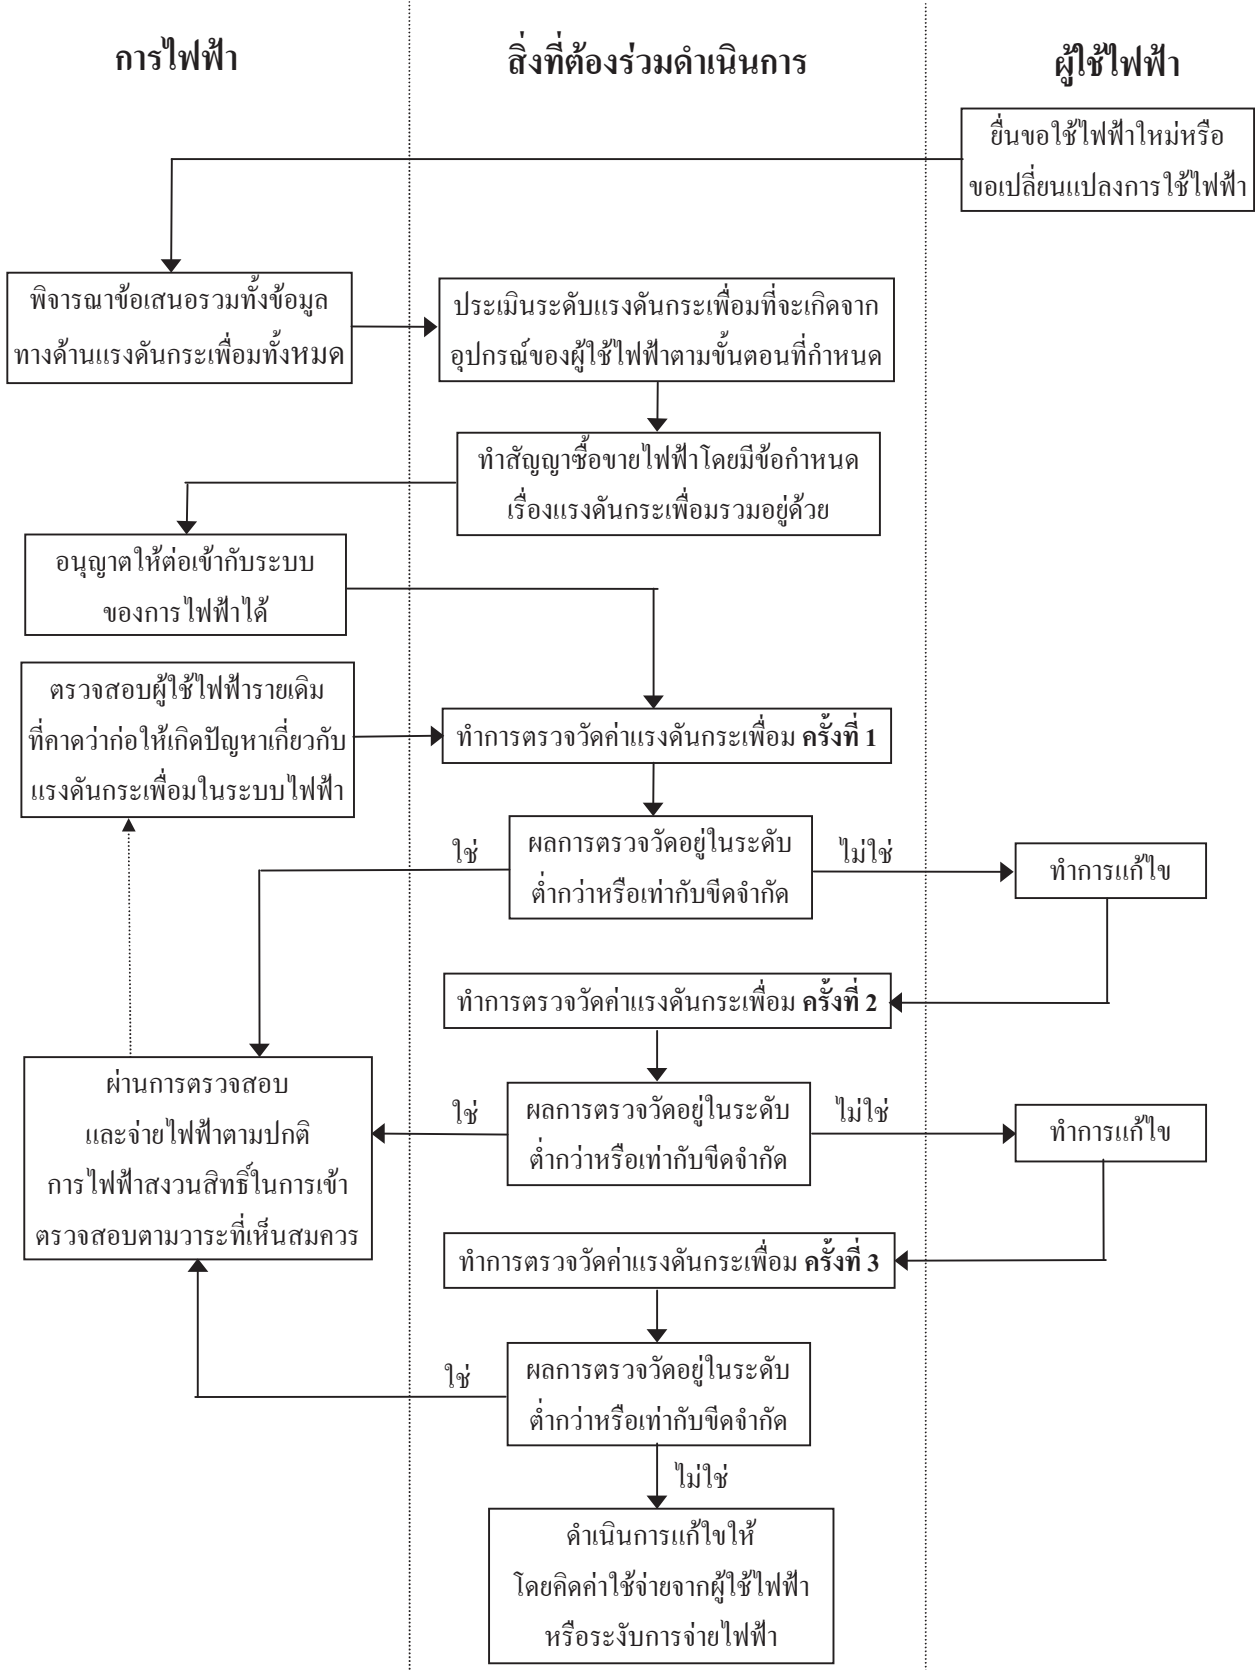 การไฟฟ้า
สิ่งที่ต้องร่วมดำเนินการ
ผู้ใช้ไฟฟ้า
ยื่นขอใช้ไฟฟ้าใหม่หรือ
ขอเปลี่ยนแปลงการใช้ไฟฟ้า
พิจารณาข้อเสนอรวมทั้งข้อมูล
ทางด้านแรงดันกระเพื่อมทั้งหมด
ประเมินระดับแรงดันกระเพื่อมที่จะเกิดจาก
อุปกรณ์ของผู้ใช้ไฟฟ้าตามขั้นตอนที่กำหนด
ทำสัญญาซื้อขายไฟฟ้าโดยมีข้อกำหนด
เรื่องแรงดันกระเพื่อมรวมอยู่ด้วย
อนุญาตให้ต่อเข้ากับระบบ
ของการไฟฟ้าได้
ตรวจสอบผู้ใช้ไฟฟ้ารายเดิม
ที่คาดว่าก่อให้เกิดปัญหาเกี่ยวกับ
แรงดันกระเพื่อมในระบบไฟฟ้า
ทำการตรวจวัดค่าแรงดันกระเพื่อม ครั้งที่ 1
ใช่
ผลการตรวจวัดอยู่ในระดับ
ต่ำกว่าหรือเท่ากับขีดจำกัด
ไม่ใช่
ทำการแก้ไข
ทำการตรวจวัดค่าแรงดันกระเพื่อม ครั้งที่ 2
ผ่านการตรวจสอบ
และจ่ายไฟฟ้าตามปกติ
การไฟฟ้าสงวนสิทธิ์ในการเข้า
ตรวจสอบตามวาระที่เห็นสมควร
ใช่
ผลการตรวจวัดอยู่ในระดับ
ต่ำกว่าหรือเท่ากับขีดจำกัด
ไม่ใช่
ทำการแก้ไข
ทำการตรวจวัดค่าแรงดันกระเพื่อม ครั้งที่ 3
ใช่
ผลการตรวจวัดอยู่ในระดับ
ต่ำกว่าหรือเท่ากับขีดจำกัด
ไม่ใช่
ดำเนินการแก้ไขให้
โดยคิดค่าใช้จ่ายจากผู้ใช้ไฟฟ้า
หรือระงับการจ่ายไฟฟ้า